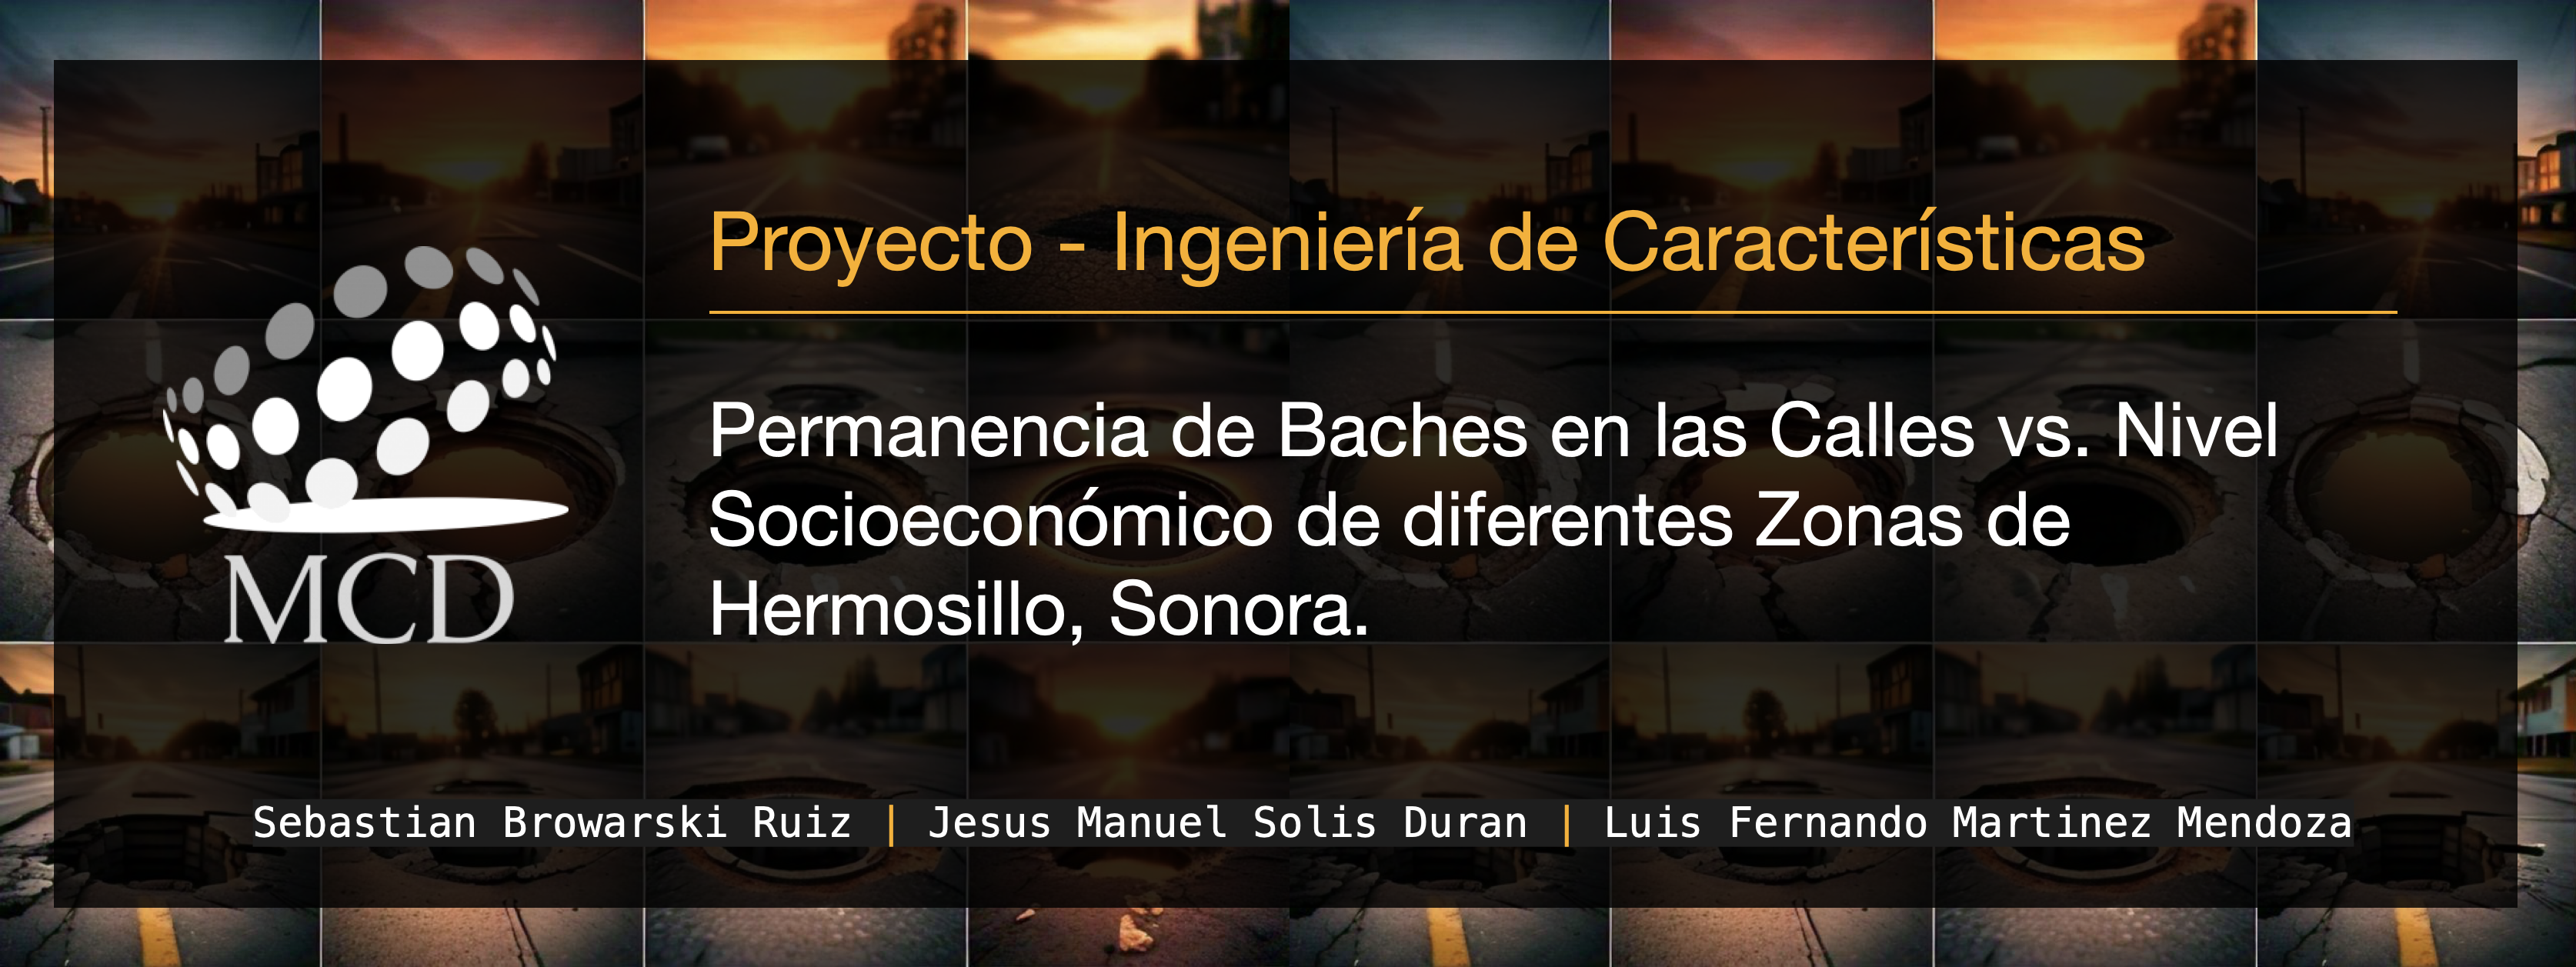 Proyecto - Ingeniería de Características
Permanencia de Baches en las Calles vs. Nivel
Socioeconómico de diferentes Zonas de
Hermosillo, Sonora.
MCD
Sebastian Browarski Ruiz | Jesus Manuel Solis Duran | Luis Fernando Martinez Mendoza